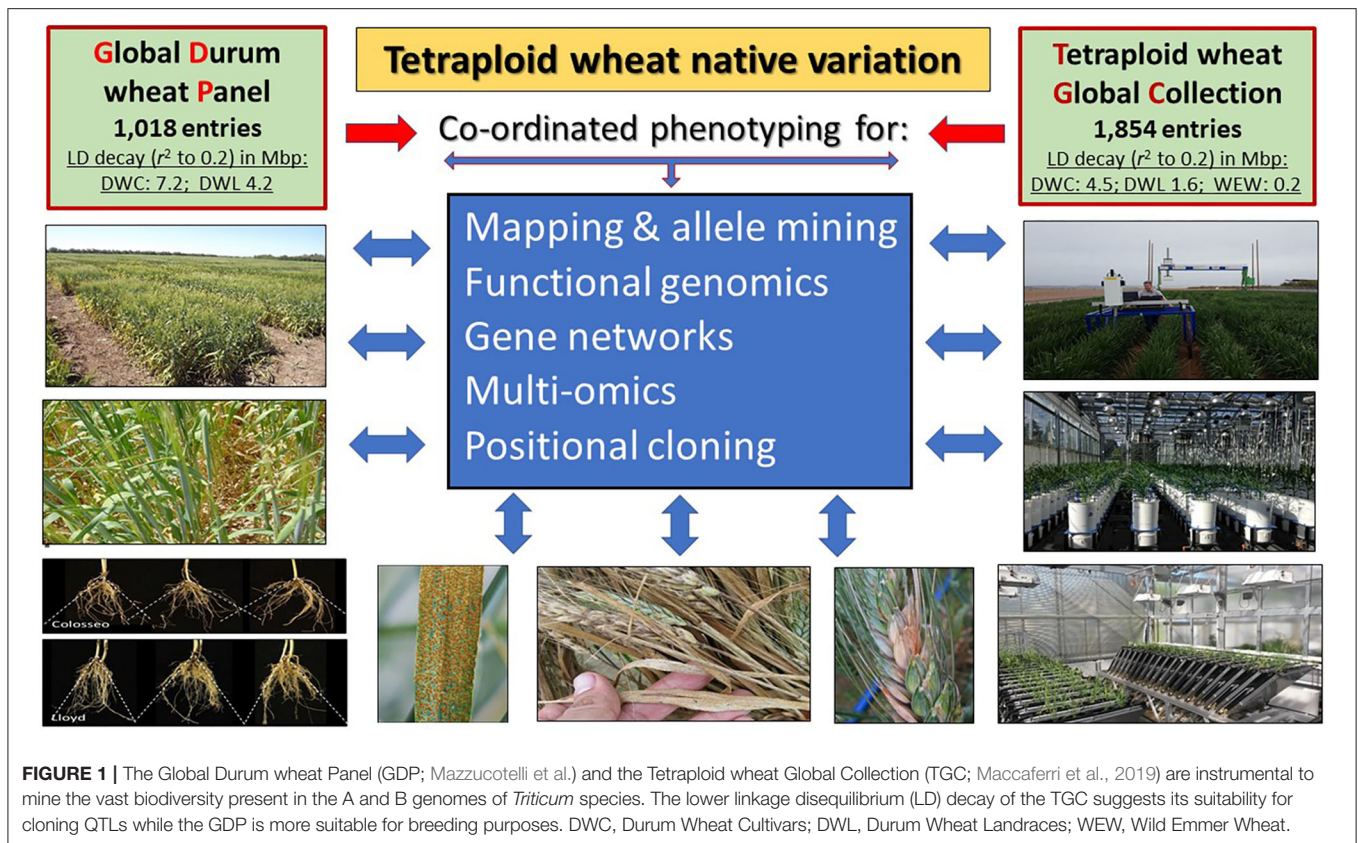 Global Durum
wheat Panel
1,018 entries
LD decay (r² to 0.2) in Mbp:
DWC: 7.2; DWL 4.2
Tetraploid wheat native variation
Co-ordinated phenotyping for:
Tetraploid wheat
Global Collection
1,854 entries
LD decay (r² to 0.2) in Mbp:
DWC: 4.5; DWL 1.6; WEW: 0.2
Mapping & allele mining
Functional genomics
Gene networks
Multi-omics
Positional cloning
Colosseo
Lloyd
FIGURE 1 | The Global Durum wheat Panel (GDP; Mazzucotelli et al.) and the Tetraploid wheat Global Collection (TGC; Maccaferri et al., 2019) are instrumental to
mine the vast biodiversity present in the A and B genomes of Triticum species. The lower linkage disequilibrium (LD) decay of the TGC suggests its suitability for
cloning QTLs while the GDP is more suitable for breeding purposes. DWC, Durum Wheat Cultivars; DWL, Durum Wheat Landraces; WEW, Wild Emmer Wheat.